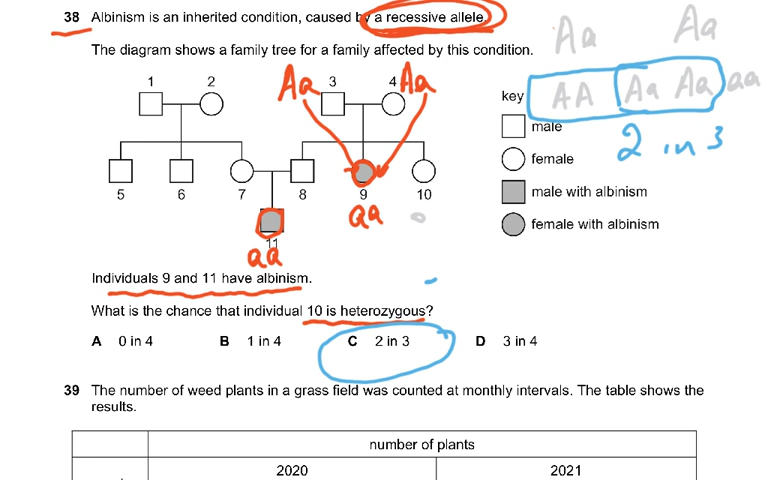 38 Albinism is an inherited condition, caused by a recessive allele.
The diagram shows a family tree for a family affected by this condition.
Aa Aa
1 2 3 4
Aa Aa
key
AA Aa Aa aa
male
2 in 3
female
5 6 7 8 9 10
male with albinism
aa
female with albinism
11
aa
Individuals 9 and 11 have albinism.
What is the chance that individual 10 is heterozygous?
A 0 in 4 B 1 in 4 C 2 in 3 D 3 in 4
39 The number of weed plants in a grass field was counted at monthly intervals. The table shows the
results.
number of plants
2020 2021